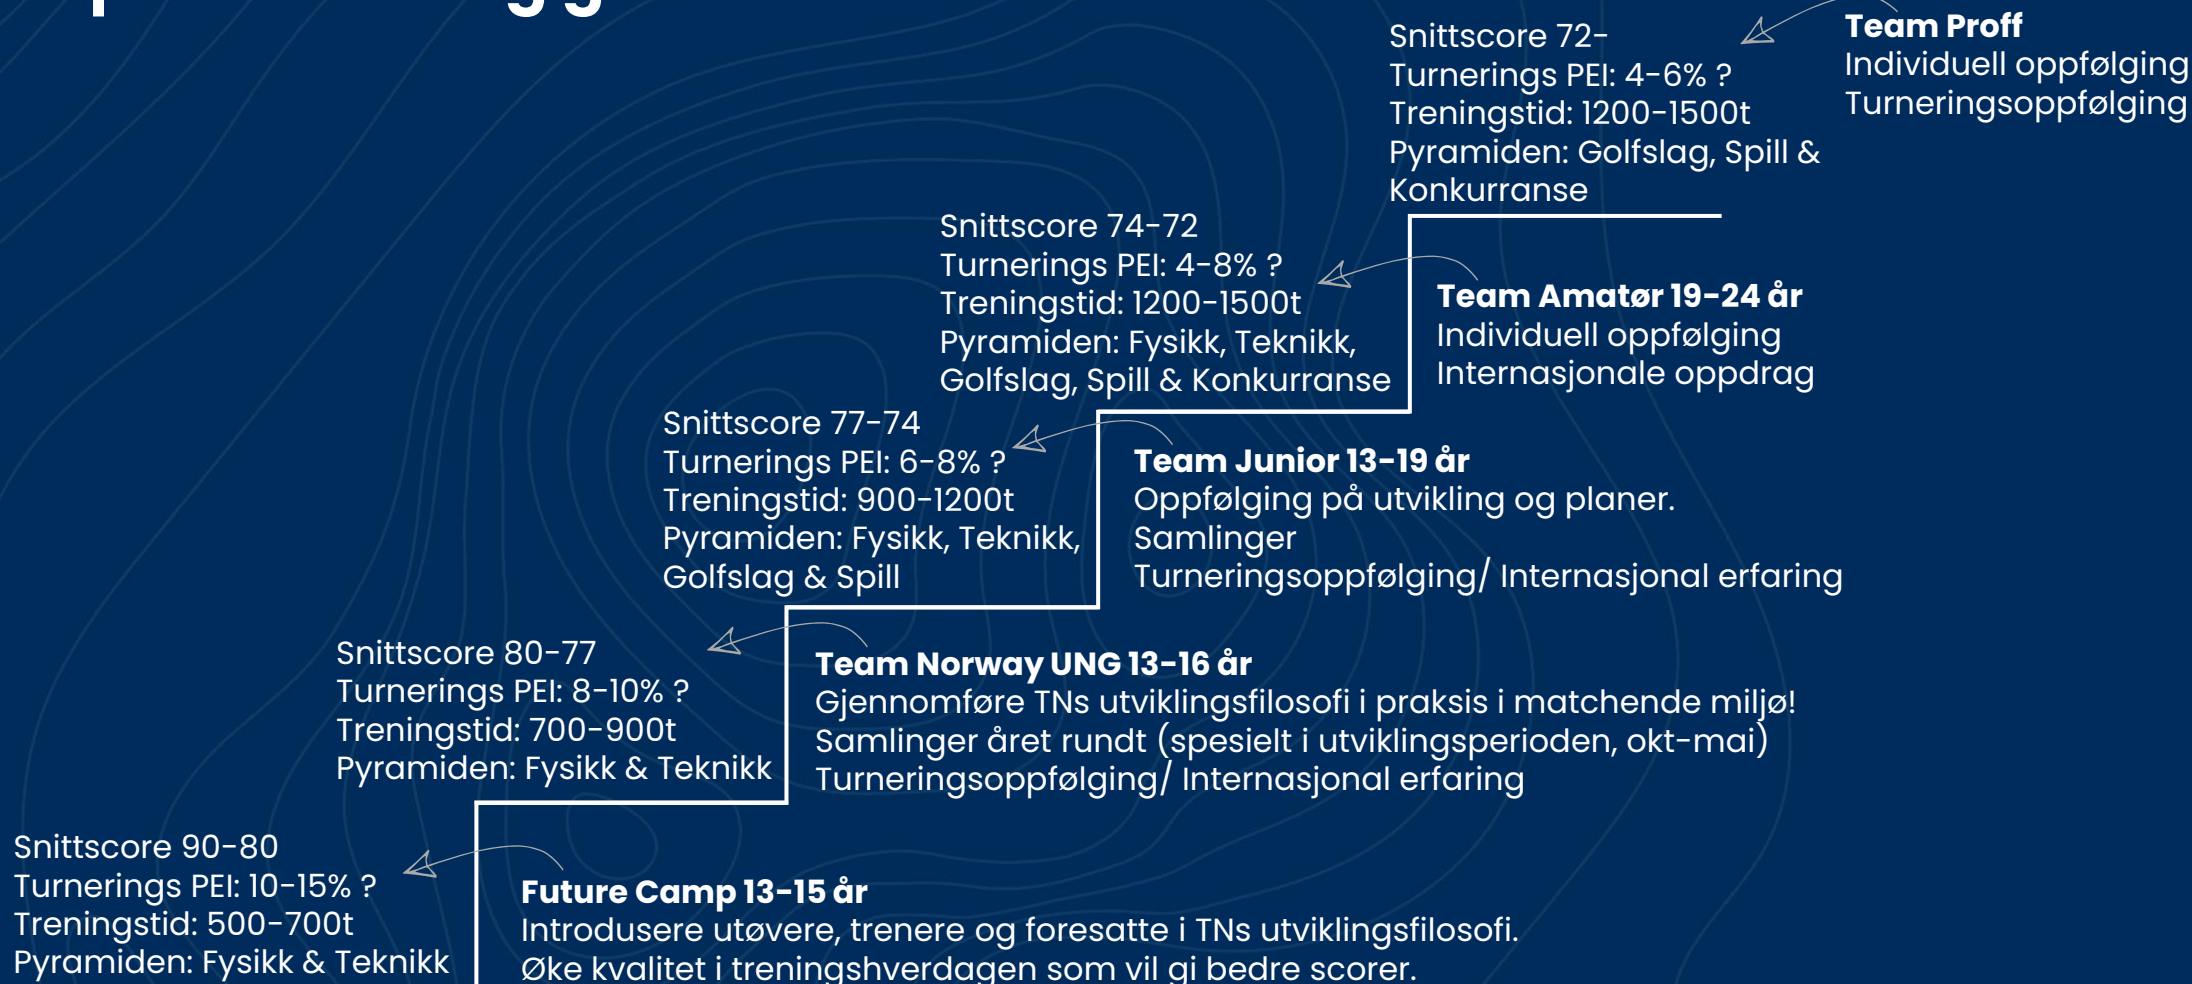 Snittscore 72-
Turnerings PEI: 4-6% ?
Treningstid: 1200-1500t
Pyramiden: Golfslag, Spill &
Konkurranse
Team Proff
Individuell oppfølging
Turneringsoppfølging
Snittscore 74-72
Turnerings PEI: 4-8% ?
Treningstid: 1200-1500t
Pyramiden: Fysikk, Teknikk,
Golfslag, Spill & Konkurranse
Team Amatør 19-24 år
Individuell oppfølging
Internasjonale oppdrag
Snittscore 77-74
Turnerings PEI: 6-8% ?
Treningstid: 900-1200t
Pyramiden: Fysikk, Teknikk,
Golfslag & Spill
Team Junior 13-19 år
Oppfølging på utvikling og planer.
Samlinger
Turneringsoppfølging/ Internasjonal erfaring
Snittscore 80-77
Turnerings PEI: 8-10% ?
Treningstid: 700-900t
Pyramiden: Fysikk & Teknikk
Team Norway UNG 13-16 år
Gjennomføre TNs utviklingsfilosofi i praksis i matchende miljø!
Samlinger året rundt (spesielt i utviklingsperioden, okt-mai)
Turneringsoppfølging/ Internasjonal erfaring
Snittscore 90-80
Turnerings PEI: 10-15% ?
Treningstid: 500-700t
Pyramiden: Fysikk & Teknikk
Future Camp 13-15 år
Introdusere utøvere, trenere og foresatte i TNs utviklingsfilosofi.
Øke kvalitet i treningshverdagen som vil gi bedre scorer.